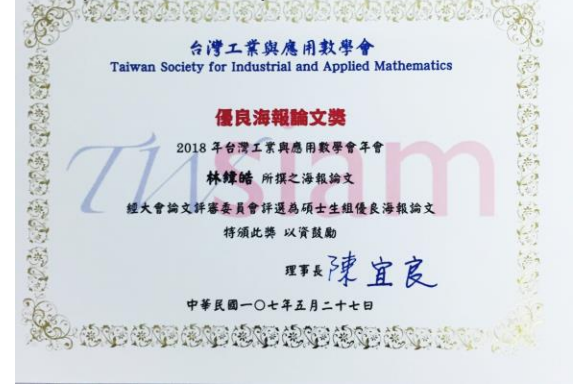 台灣工業與應用數學會
Taiwan Society for Industrial and Applied Mathematics
優良海報論文獎
2018 年台灣工業與應用數學會年會
林緯皓 所撰之海報論文
經大會論文評審委員會評選為碩士生組優良海報論文
特頒此獎 以資鼓勵
理事長 陳宜良
中華民國一〇七年五月二十七日
TWsiam